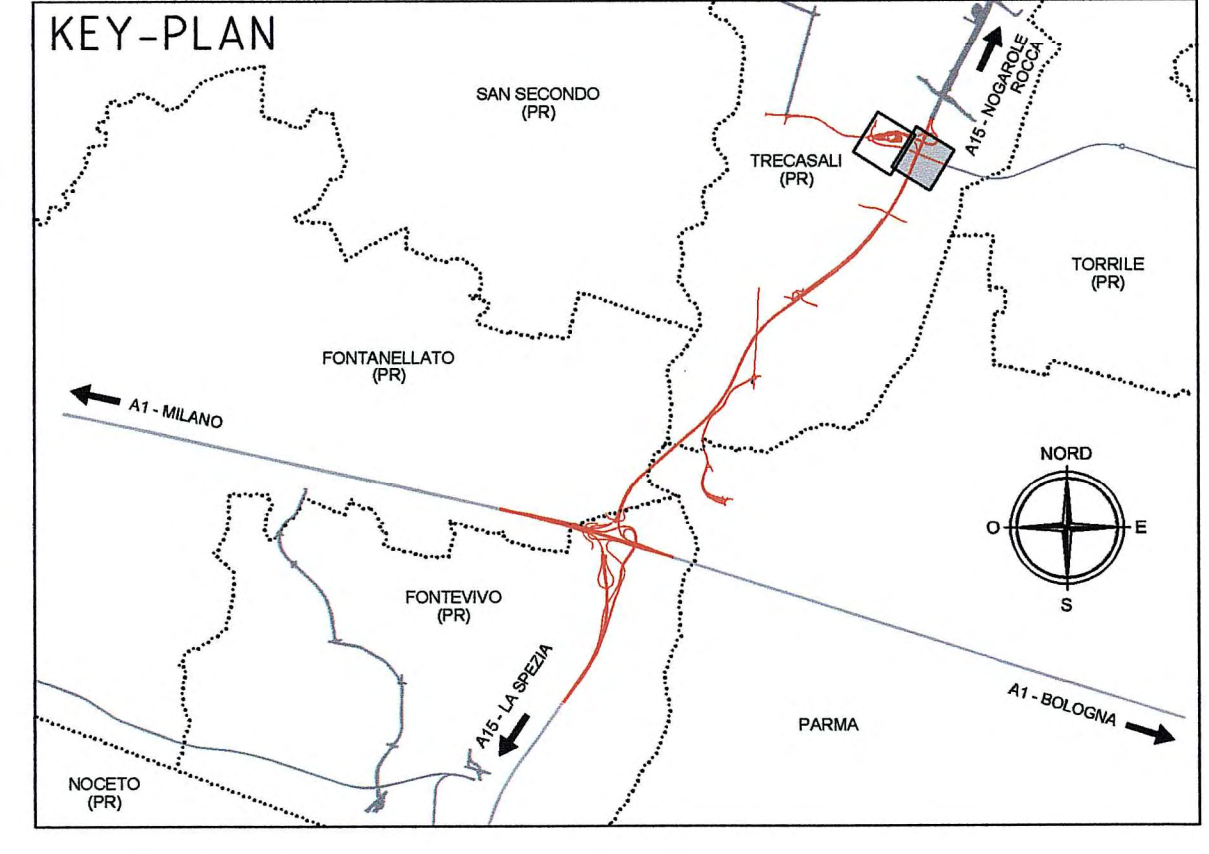 KEY-PLAN
SAN SECONDO
(PR)
A15 - NOGAROLE
ROCCA
TRECASALI
(PR)
TORRILE
(PR)
FONTANELLATO
(PR)
A1 - MILANO
NORD
O
E
S
FONTEVIVO
(PR)
A15 - LA SPEZIA
A1 - BOLOGNA
PARMA
NOCETO
(PR)